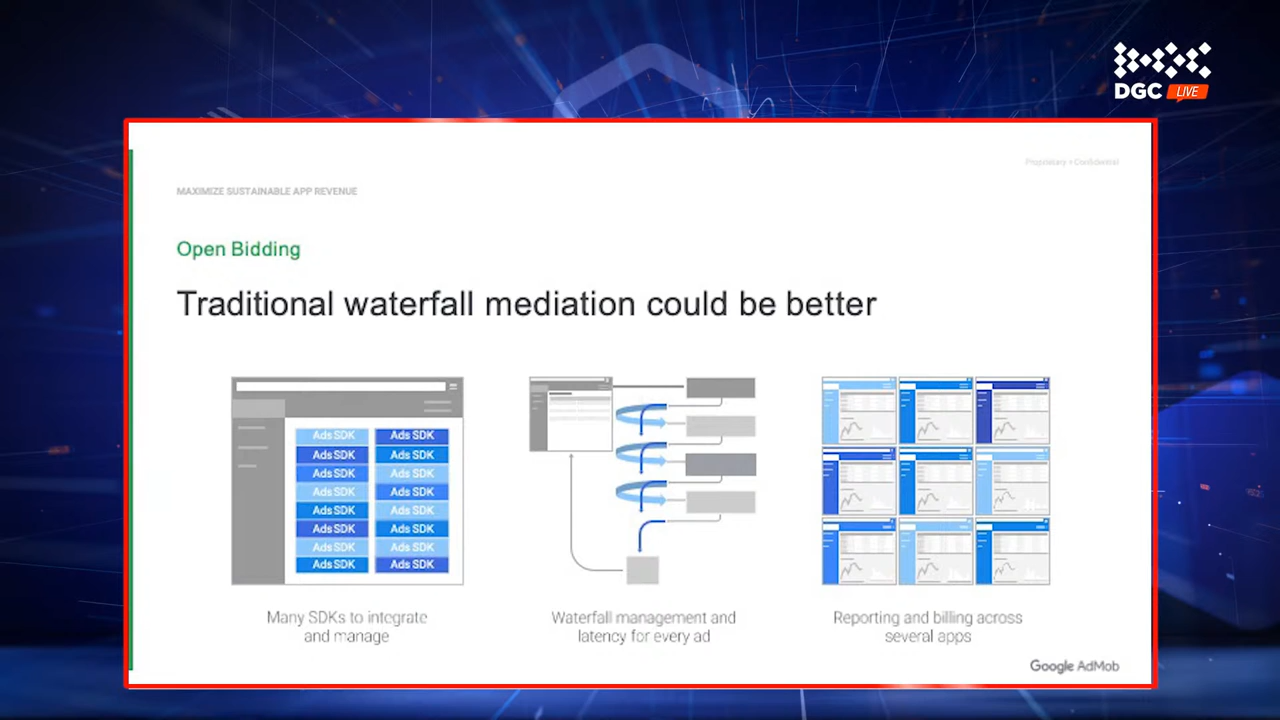 DGC LIVE
Proprietary + Confidential
MAXIMIZE SUSTAINABLE APP REVENUE
Open Bidding
Traditional waterfall mediation could be better
Ads SDK Ads SDK
Ads SDK Ads SDK
Ads SDK Ads SDK
Ads SDK Ads SDK
Ads SDK Ads SDK
Ads SDK Ads SDK
Ads SDK Ads SDK
Ads SDK Ads SDK
Many SDKs to integrate
and manage
Waterfall management and
latency for every ad
Reporting and billing across
several apps
Google AdMob